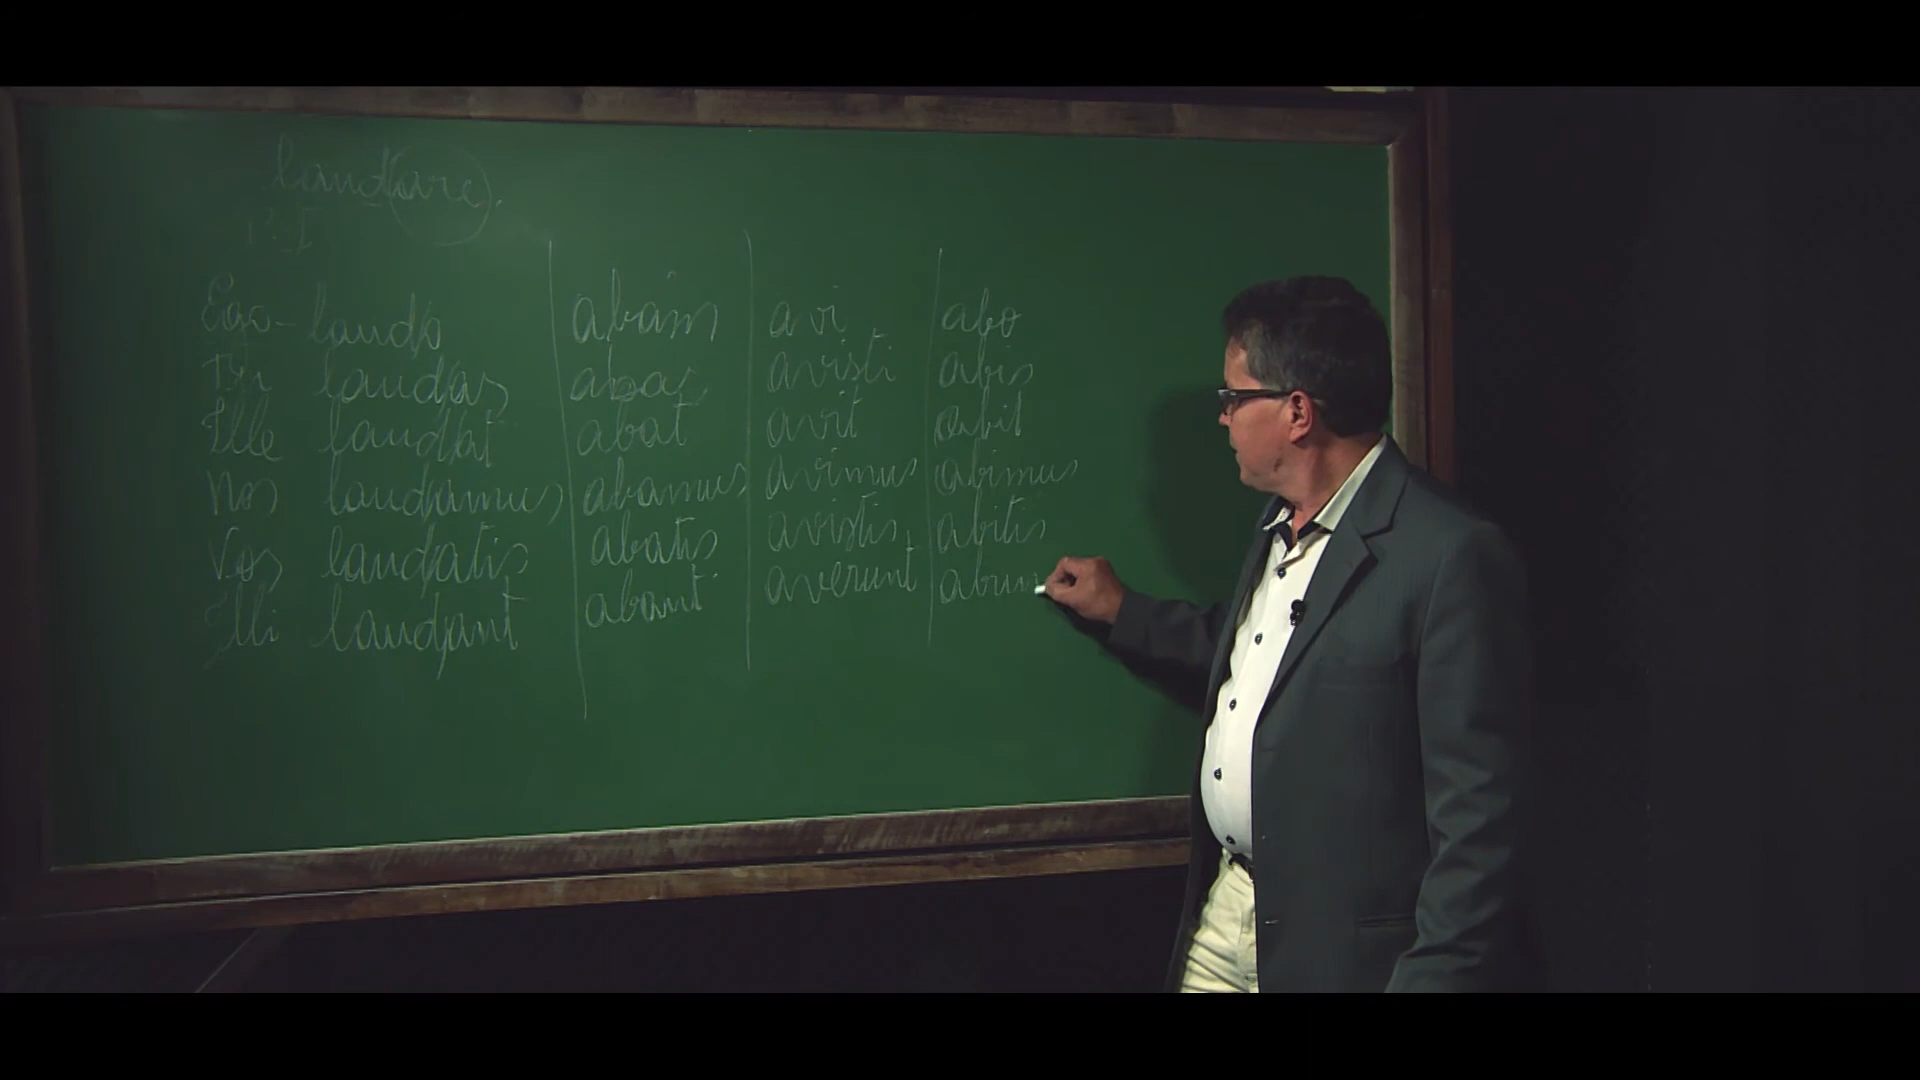 laudare.
Ego - laudo abam avi abo
Tu laudas abas avisti abis
Ille laudat abat avit abit
Nos laudamus abamus avimus abimus
Vos laudatis abatis avistis abitis
Illi laudant abant averunt abun